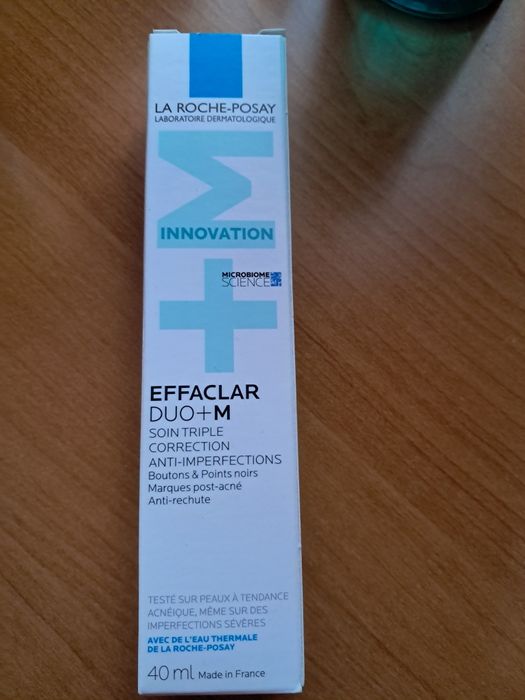 LA ROCHE-POSAY
LABORATOIRE DERMATOLOGIQUE
M
INNOVATION
+
MICROBIOME
SCIENCE
EFFACLAR
DUO+M
SOIN TRIPLE
CORRECTION
ANTI-IMPERFECTIONS
Boutons & Points noirs
Marques post-acné
Anti-rechute
TESTÉ SUR PEAUX À TENDANCE
ACNÉIQUE, MÊME SUR DES
IMPERFECTIONS SÉVÈRES
AVEC DE L'EAU THERMALE
DE LA ROCHE-POSAY
40 ml Made in France